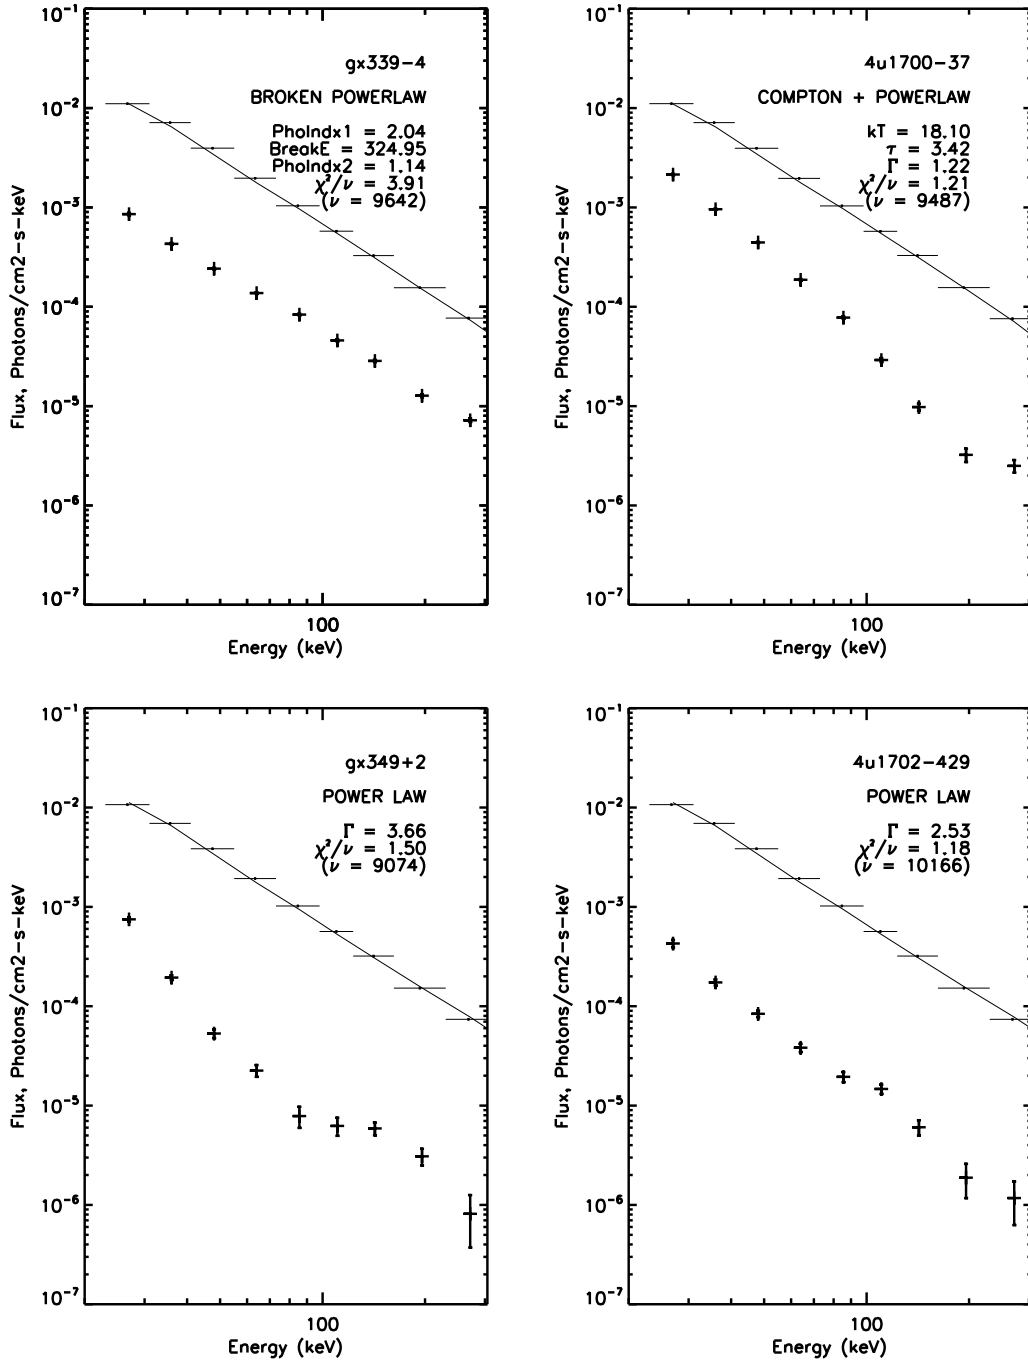 10⁻¹
10⁻²
10⁻³
10⁻⁴
10⁻⁵
10⁻⁶
10⁻⁷
Flux, Photons/cm2-s-keV
gx339-4
BROKEN POWERLAW
PhoIndx1 = 2.04
BreakE = 324.95
PhoIndx2 = 1.14
χ²/ν = 3.91
(ν = 9642)
100
Energy (keV)
10⁻¹
10⁻²
10⁻³
10⁻⁴
10⁻⁵
10⁻⁶
10⁻⁷
Flux, Photons/cm2-s-keV
4u1700-37
COMPTON + POWERLAW
kT = 18.10
τ = 3.42
Γ = 1.22
χ²/ν = 1.21
(ν = 9487)
100
Energy (keV)
10⁻¹
10⁻²
10⁻³
10⁻⁴
10⁻⁵
10⁻⁶
10⁻⁷
Flux, Photons/cm2-s-keV
gx349+2
POWER LAW
Γ = 3.66
χ²/ν = 1.50
(ν = 9074)
100
Energy (keV)
10⁻¹
10⁻²
10⁻³
10⁻⁴
10⁻⁵
10⁻⁶
10⁻⁷
Flux, Photons/cm2-s-keV
4u1702-429
POWER LAW
Γ = 2.53
χ²/ν = 1.18
(ν = 10166)
100
Energy (keV)